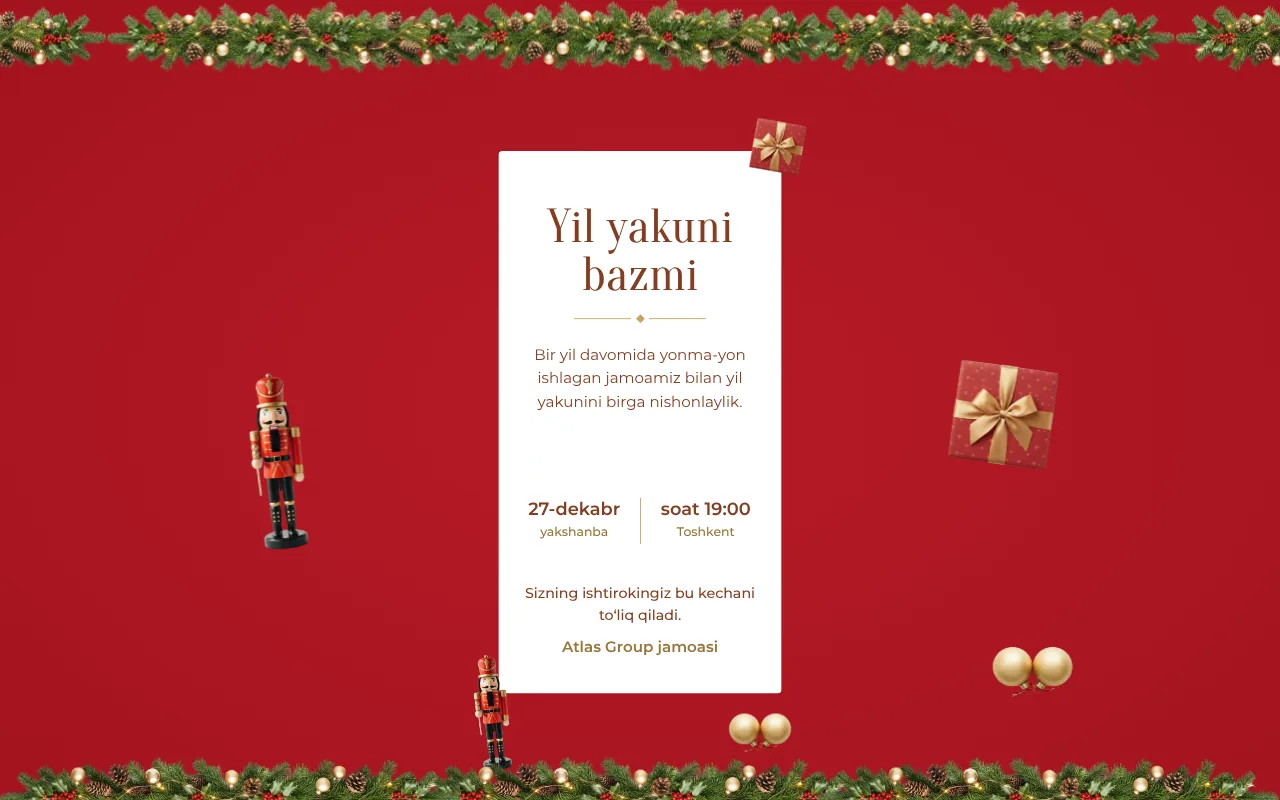 Yil yakuni
bazmi
Bir yil davomida yonma-yon
ishlagan jamoamiz bilan yil
yakunini birga nishonlaylik.
27-dekabr
yakshanba
soat 19:00
Toshkent
Sizning ishtirokingiz bu kechani
to‘liq qiladi.
Atlas Group jamoasi